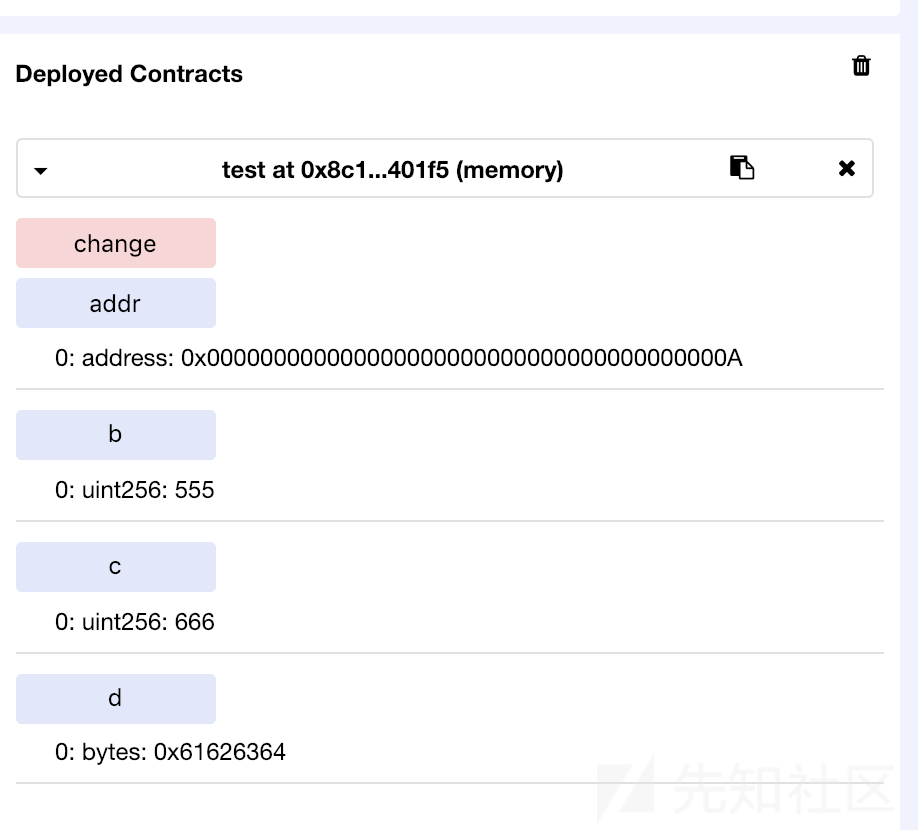 Deployed Contracts
test at 0x8c1...401f5 (memory)
change
addr
0: address: 0x000000000000000000000000000000000000000A
b
0: uint256: 555
c
0: uint256: 666
d
0: bytes: 0x61626364
先知社区